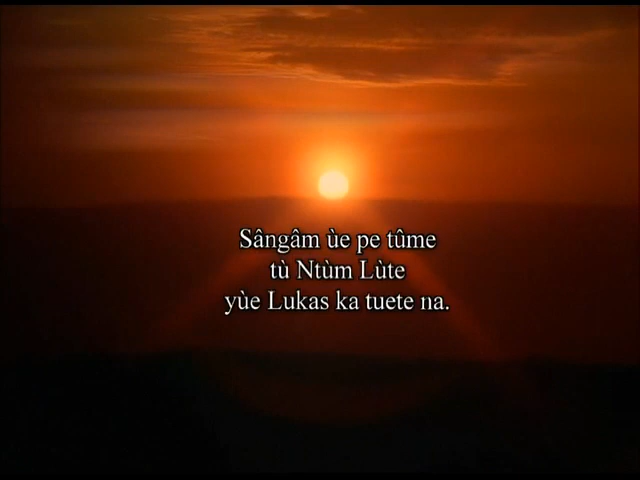 Sângâm ùe pe tûme
tù Ntùm Lùte
yùe Lukas ka tuete na.